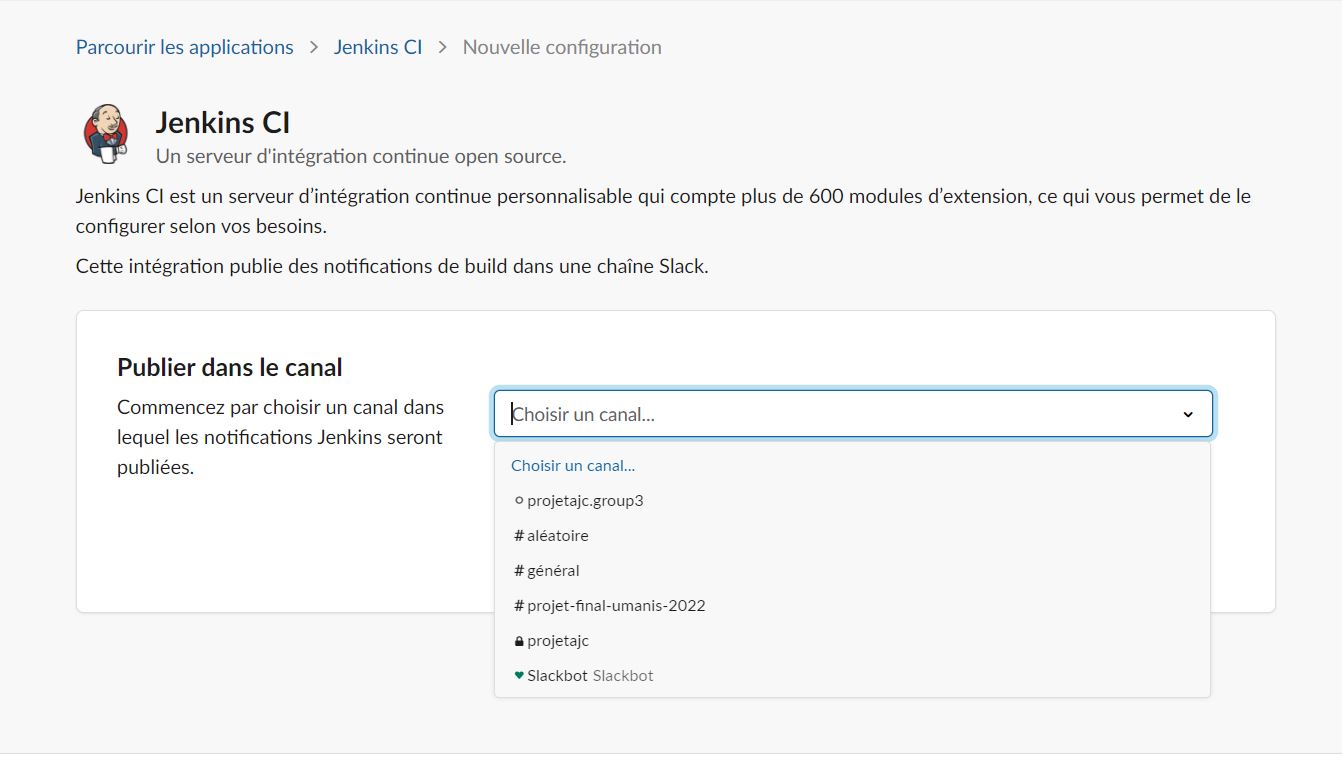 Parcourir les applications > Jenkins CI > Nouvelle configuration
Jenkins CI
Un serveur d'intégration continue open source.
Jenkins CI est un serveur d’intégration continue personnalisable qui compte plus de 600 modules d’extension, ce qui vous permet de le
configurer selon vos besoins.
Cette intégration publie des notifications de build dans une chaîne Slack.
Publier dans le canal
Commencez par choisir un canal dans
lequel les notifications Jenkins seront
publiées.
Choisir un canal...
Choisir un canal...
projetajc.group3
# aléatoire
# général
# projet-final-umanis-2022
projetajc
Slackbot Slackbot